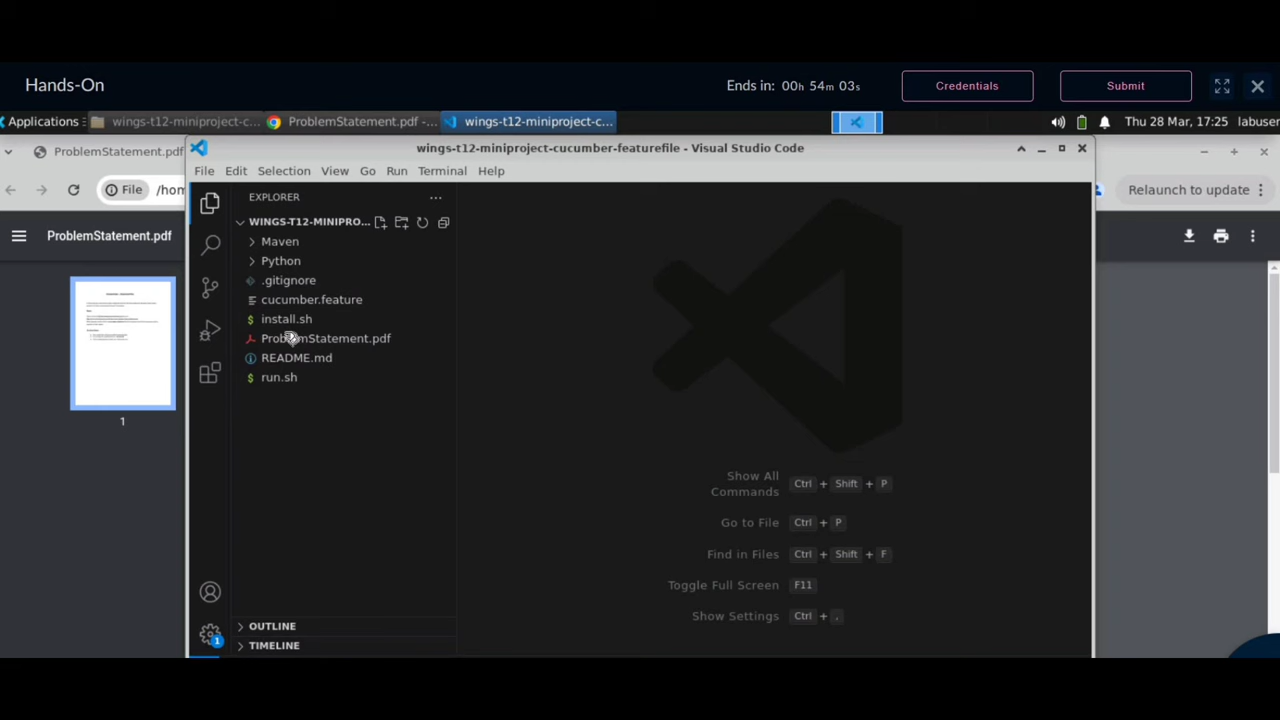 Hands-On
Ends in: 00h 54m 03s
Credentials
Submit
Applications
wings-t12-miniproject-c...
ProblemStatement.pdf -...
wings-t12-miniproject-c...
Thu 28 Mar, 17:25
labuser
ProblemStatement.pdf
wings-t12-miniproject-cucumber-featurefile - Visual Studio Code
File Edit Selection View Go Run Terminal Help
File
/hom
Relaunch to update
ProblemStatement.pdf
1
EXPLORER
WINGS-T12-MINIPRO...
Maven
Python
.gitignore
cucumber.feature
$ install.sh
ProblemStatement.pdf
README.md
$ run.sh
Show All Commands Ctrl + Shift + P
Go to File Ctrl + P
Find in Files Ctrl + Shift + F
Toggle Full Screen F11
Show Settings Ctrl + ,
1
OUTLINE
TIMELINE